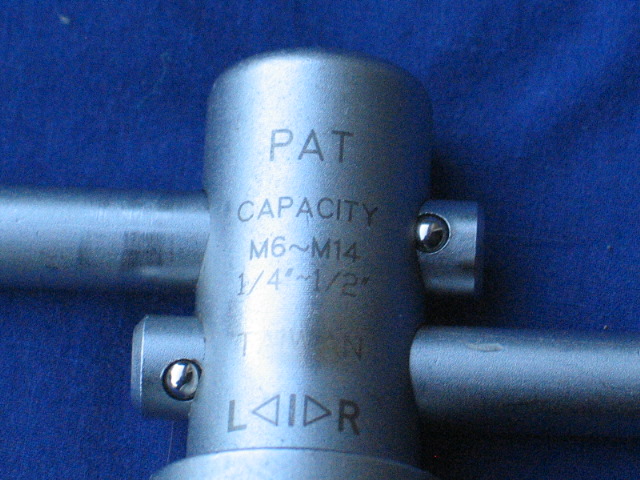 PAT
CAPACITY
M6~M14
1/4"~1/2"
TAIWAN
L◁I▷R